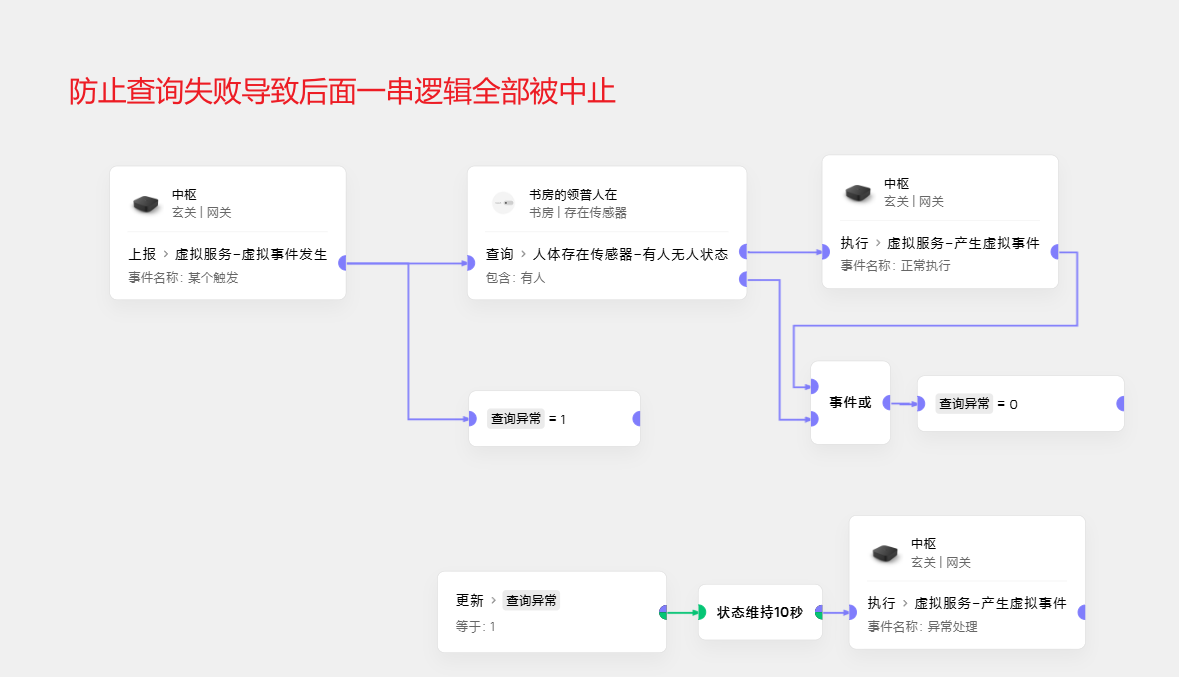 防止查询失败导致后面一串逻辑全部被中止
中枢
玄关 | 网关
上报 > 虚拟服务-虚拟事件发生
事件名称: 某个触发
书房的领普人在
书房 | 存在传感器
查询 > 人体存在传感器-有人无人状态
包含: 有人
中枢
玄关 | 网关
执行 > 虚拟服务-产生虚拟事件
事件名称: 正常执行
查询异常 = 1
事件或
查询异常 = 0
更新 > 查询异常
等于: 1
状态维持10秒
中枢
玄关 | 网关
执行 > 虚拟服务-产生虚拟事件
事件名称: 异常处理